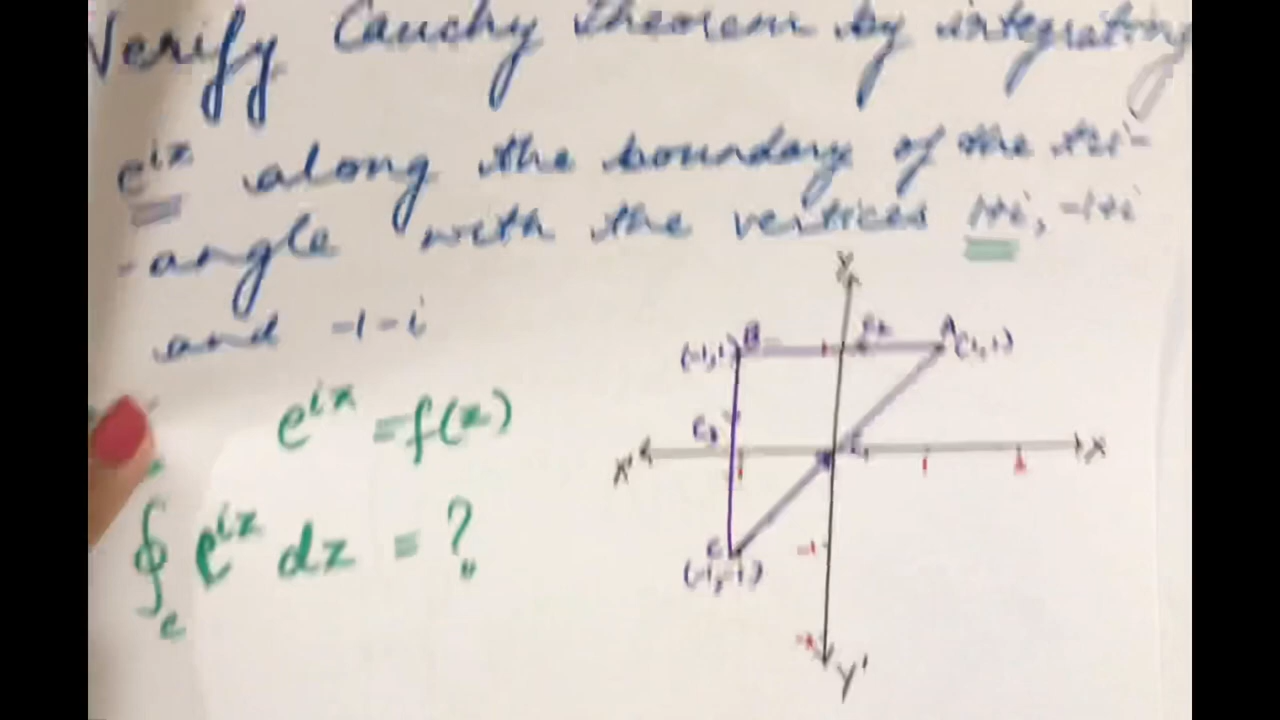 Verify Cauchy theorem by integrating
e^{iz} along the boundary of the tri-
-angle with the vertices 1+i, -1+i
and -1-i
e^{iz} = f(z)
∮_c e^{iz} dz = ?
Y
(-1,1) B
A (1,1)
X'
X
C
(-1,-1)
-1
Y'